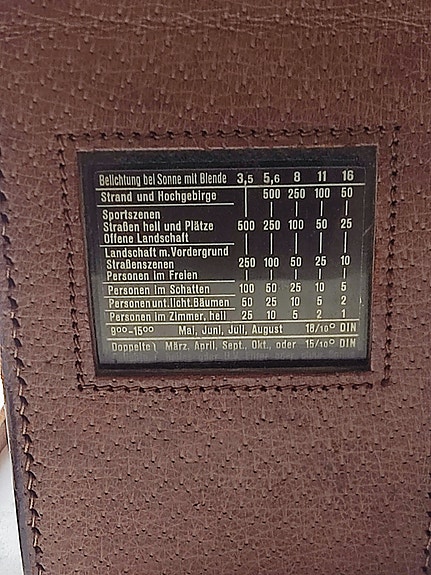 Belichtung bei Sonne mit Blende 3,5 5,6 8 11 16
Strand und Hochgebirge 500 250 100 50
Sportszenen
Straßen hell und Plätze 500 250 100 50 25
Offene Landschaft
Landschaft m. Vordergrund
Straßenszenen 250 100 50 25 10
Personen im Freien
Personen im Schatten 100 50 25 10 5
Personen unt. licht. Bäumen 50 25 10 5 2
Personen im Zimmer, hell 25 10 5 2 1
9⁰⁰-15⁰⁰ Mai, Juni, Juli, August 18/10° DIN
Doppelte März, April, Sept., Okt., oder 15/10° DIN